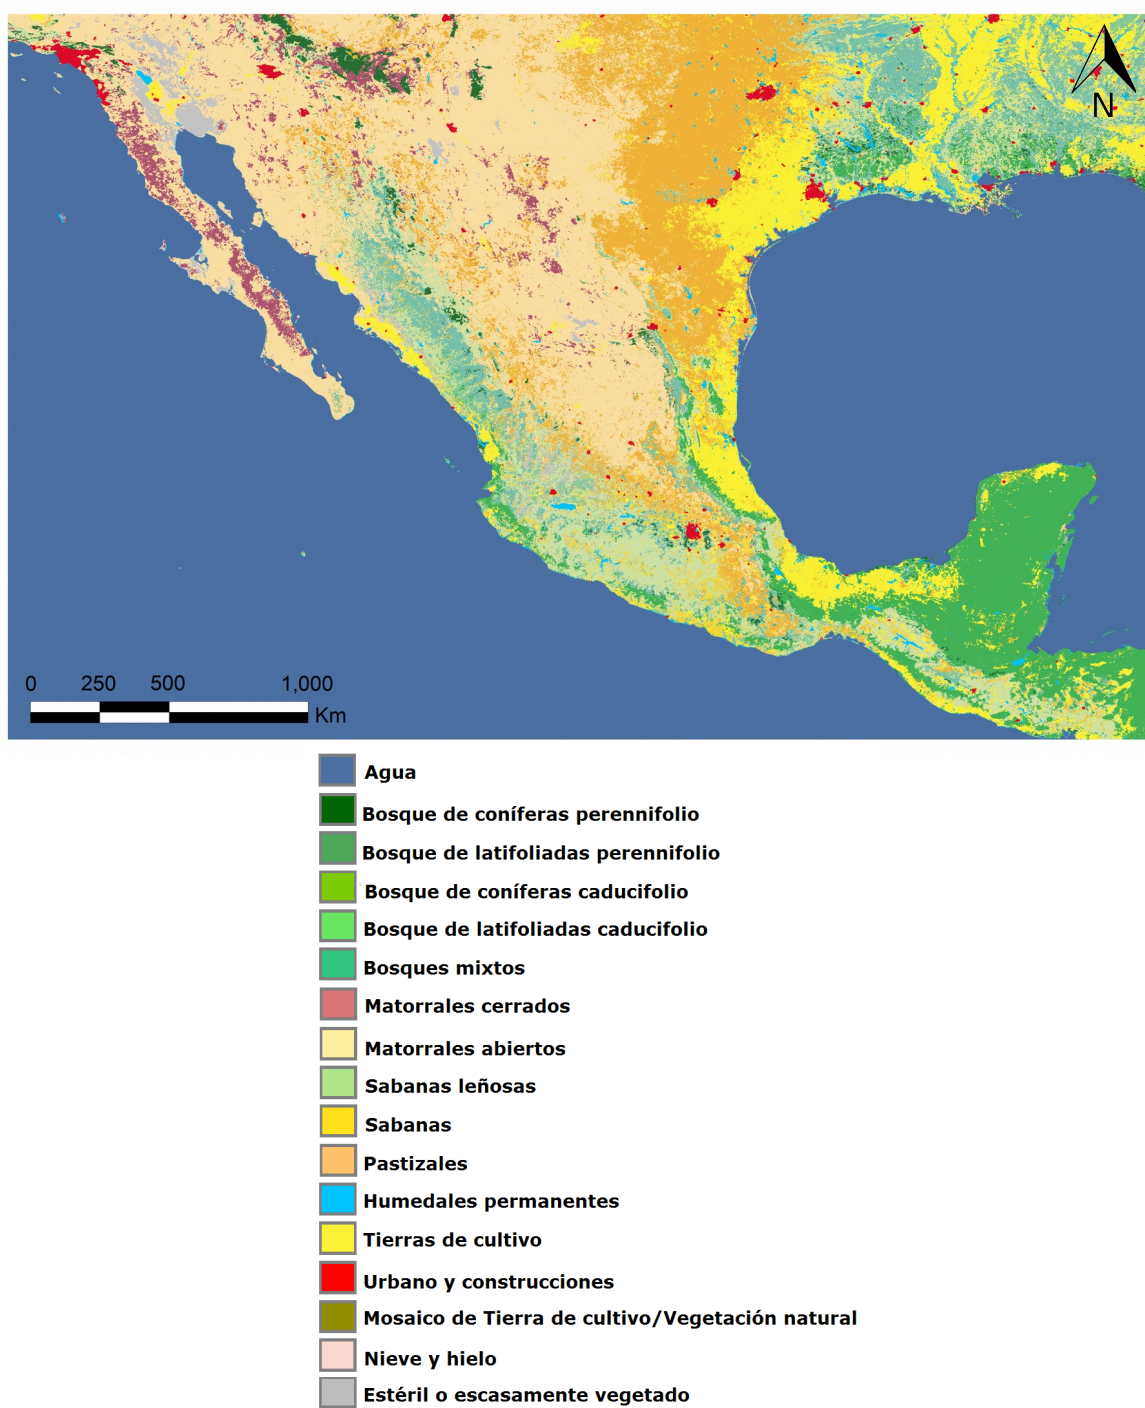 N
0 250 500 1,000
Km
Agua
Bosque de coníferas perennifolio
Bosque de latifoliadas perennifolio
Bosque de coníferas caducifolio
Bosque de latifoliadas caducifolio
Bosques mixtos
Matorrales cerrados
Matorrales abiertos
Sabanas leñosas
Sabanas
Pastizales
Humedales permanentes
Tierras de cultivo
Urbano y construcciones
Mosaico de Tierra de cultivo/Vegetación natural
Nieve y hielo
Estéril o escasamente vegetado